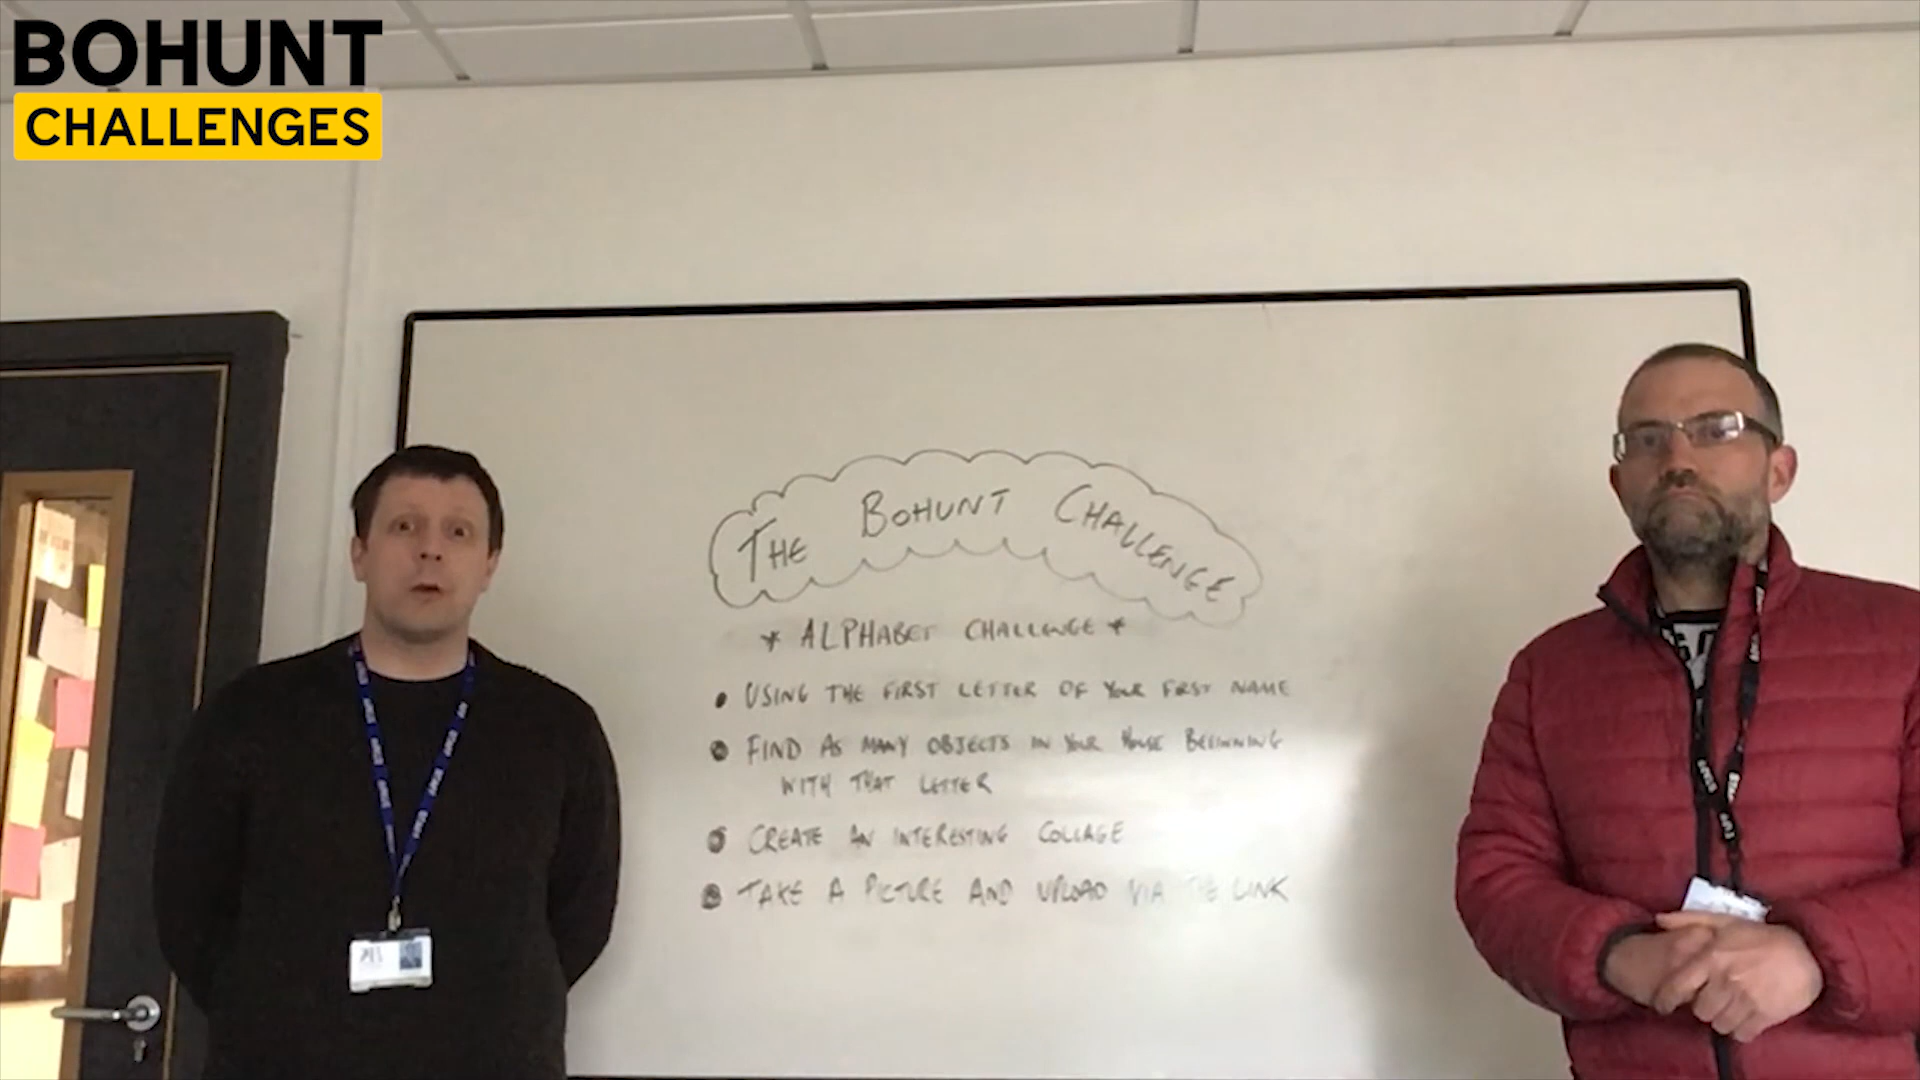 BOHUNT
CHALLENGES
THE BOHUNT CHALLENGE
* ALPHABET CHALLENGE *
• USING THE FIRST LETTER OF YOUR FIRST NAME
• FIND AS MANY OBJECTS IN YOUR HOUSE BEGINNING
WITH THAT LETTER
• CREATE AN INTERESTING COLLAGE
• TAKE A PICTURE AND UPLOAD VIA THE LINK